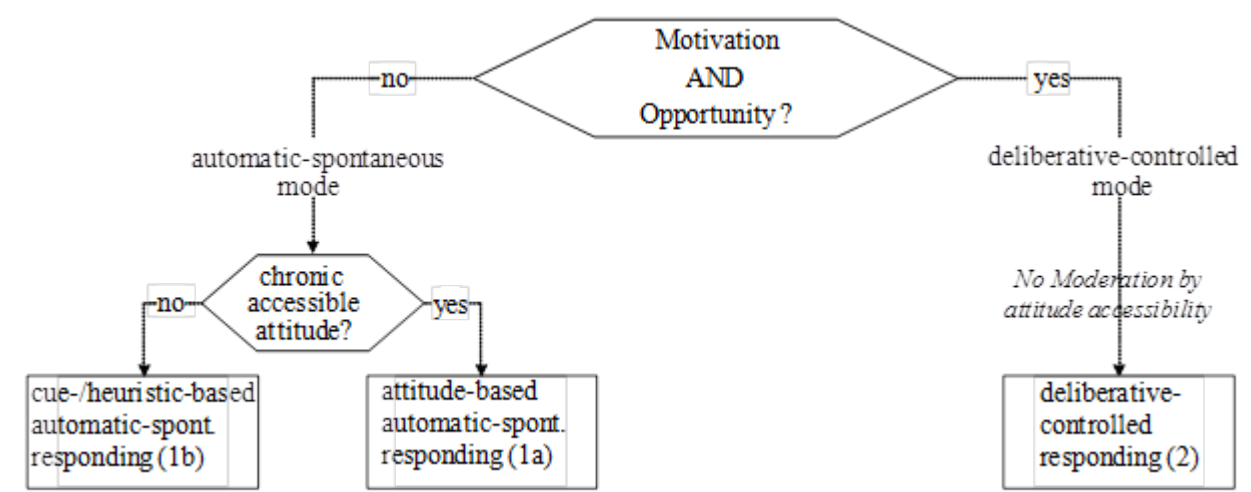 Motivation
AND
Opportunity?
no
yes
automatic-spontaneous
mode
deliberative-controlled
mode
chronic
accessible
attitude?
no
yes
No Moderation by
attitude accessibility
cue-/heuristic-based
automatic-spont.
responding (1b)
attitude-based
automatic-spont.
responding (1a)
deliberative-
controlled
responding (2)